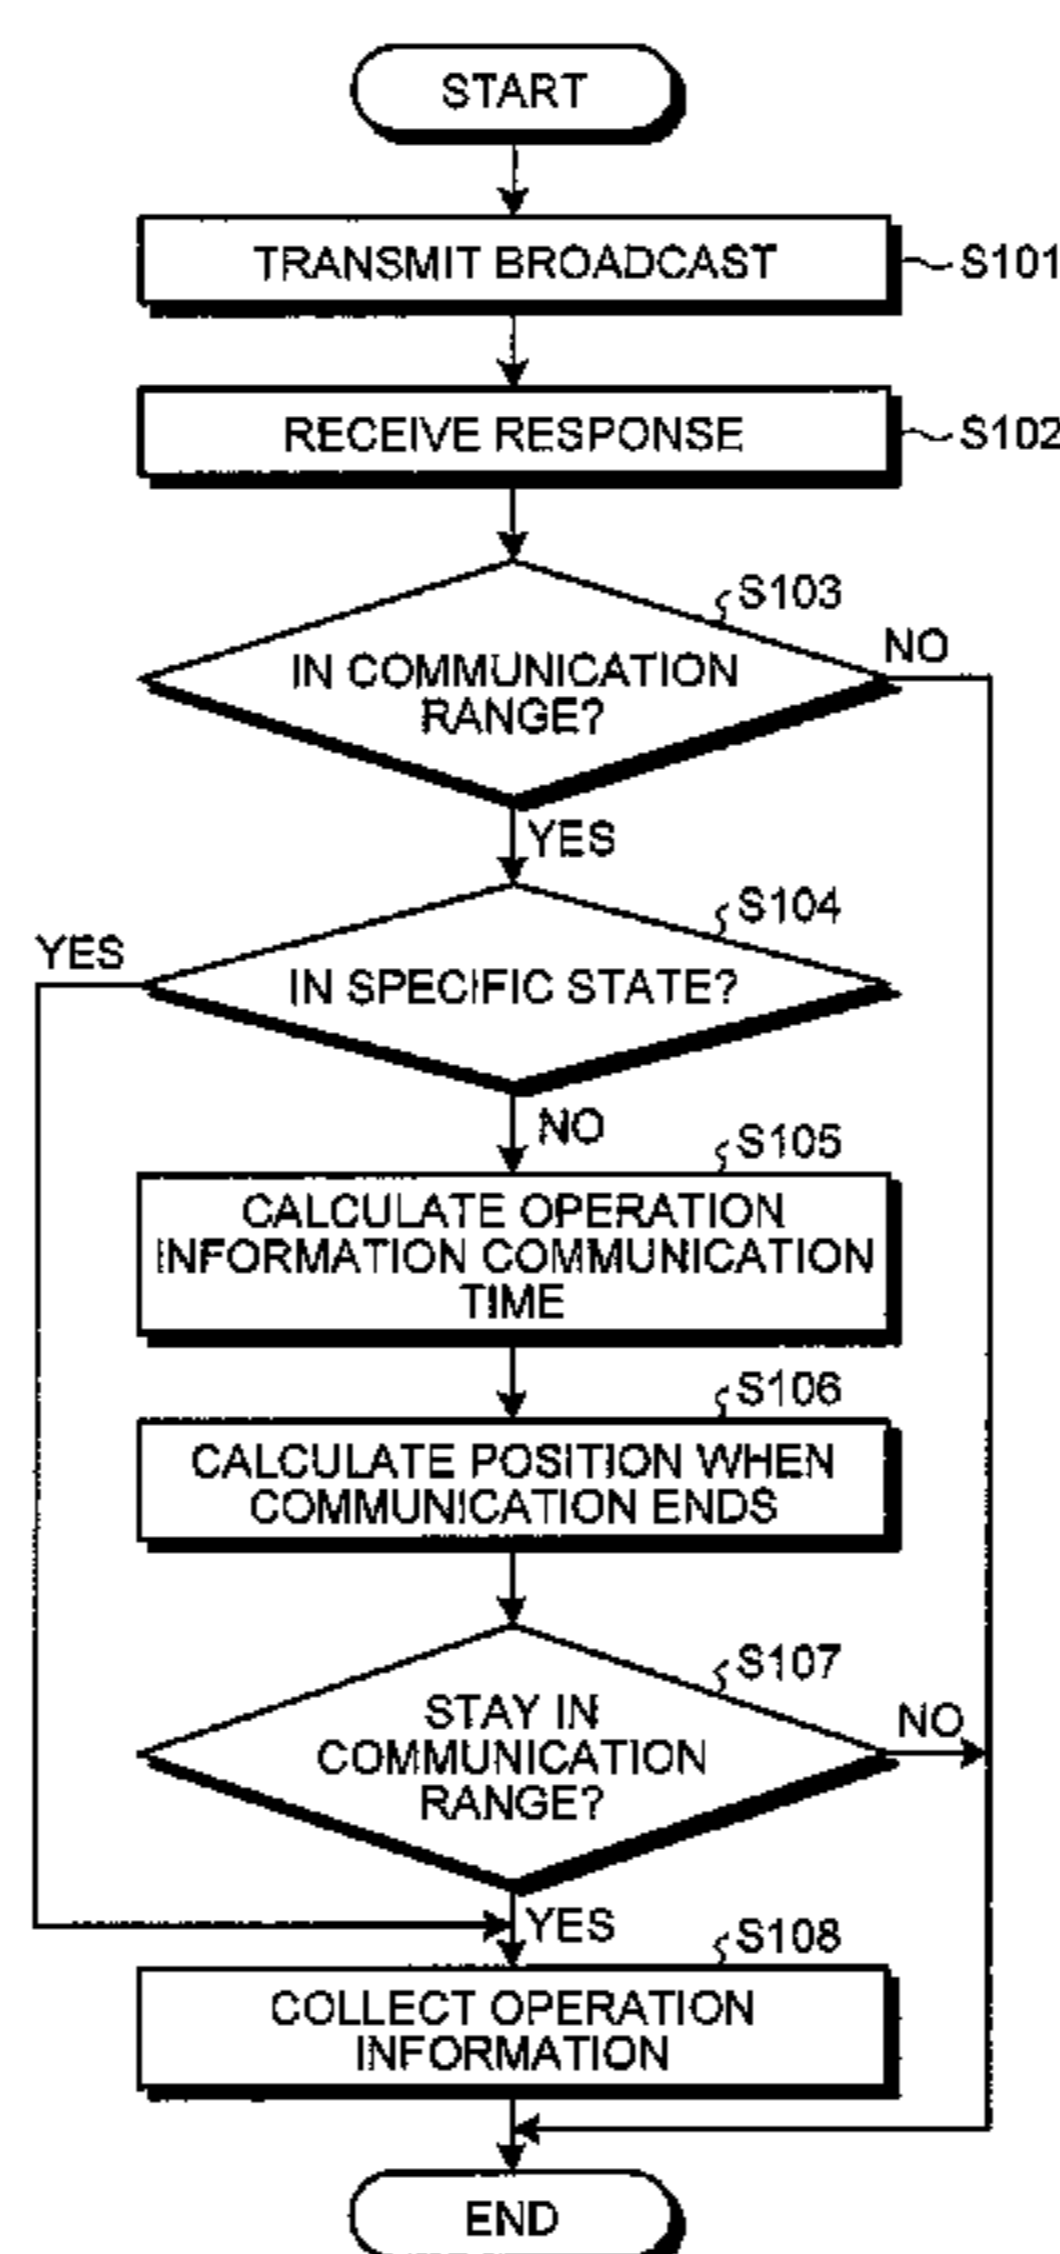 START
TRANSMIT BROADCAST
S101
RECEIVE RESPONSE
S102
S103
IN COMMUNICATION
RANGE?
NO
YES
S104
YES
IN SPECIFIC STATE?
NO
S105
CALCULATE OPERATION
INFORMATION COMMUNICATION
TIME
S106
CALCULATE POSITION WHEN
COMMUNICATION ENDS
S107
STAY IN
COMMUNICATION
RANGE?
NO
YES
S108
COLLECT OPERATION
INFORMATION
END